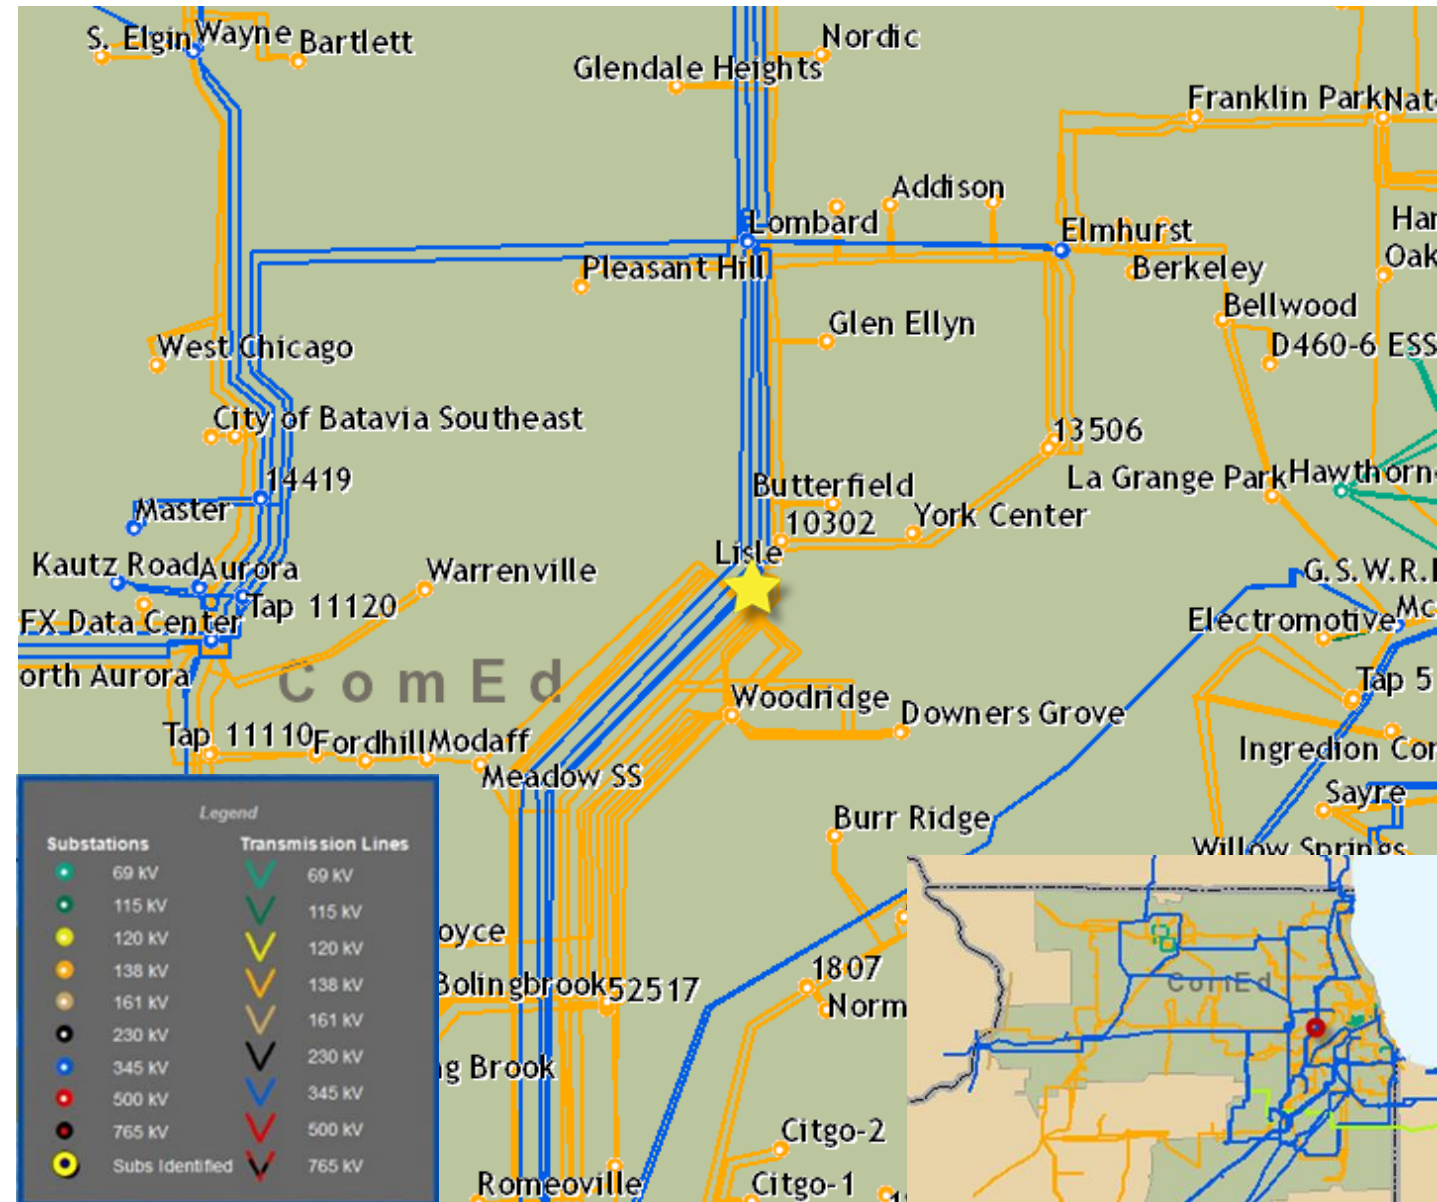 S. Elgin
Wayne
Bartlett
Nordic
Glendale Heights
Franklin Park
Nat
Addison
Lombard
Elmhurst
Har
Oak
Pleasant Hill
Berkeley
Bellwood
Glen Ellyn
D460-6 ESS
West Chicago
City of Batavia Southeast
13506
14419
La Grange Park
Hawthorn
Master
Butterfield
10302
York Center
Lisle
Kautz Road
Aurora
Warrenville
G.S.W.R.
Tap 11120
FX Data Center
Electromotive
Mc
orth Aurora
ComEd
Tap 5
Woodridge
Downers Grove
Tap 11110
Fordhill
Modaff
Ingredion Cor
Meadow SS
Sayre
Burr Ridge
Willow Springs
Legend
Substations Transmission Lines
69 kV 69 kV
115 kV 115 kV
120 kV 120 kV
138 kV 138 kV
161 kV 161 kV
230 kV 230 kV
345 kV 345 kV
500 kV 500 kV
765 kV 765 kV
Subs Identified
oyce
Bolingbrook
52517
1807
Norm
ng Brook
Citgo-2
Romeoville
Citgo-1
ComEd